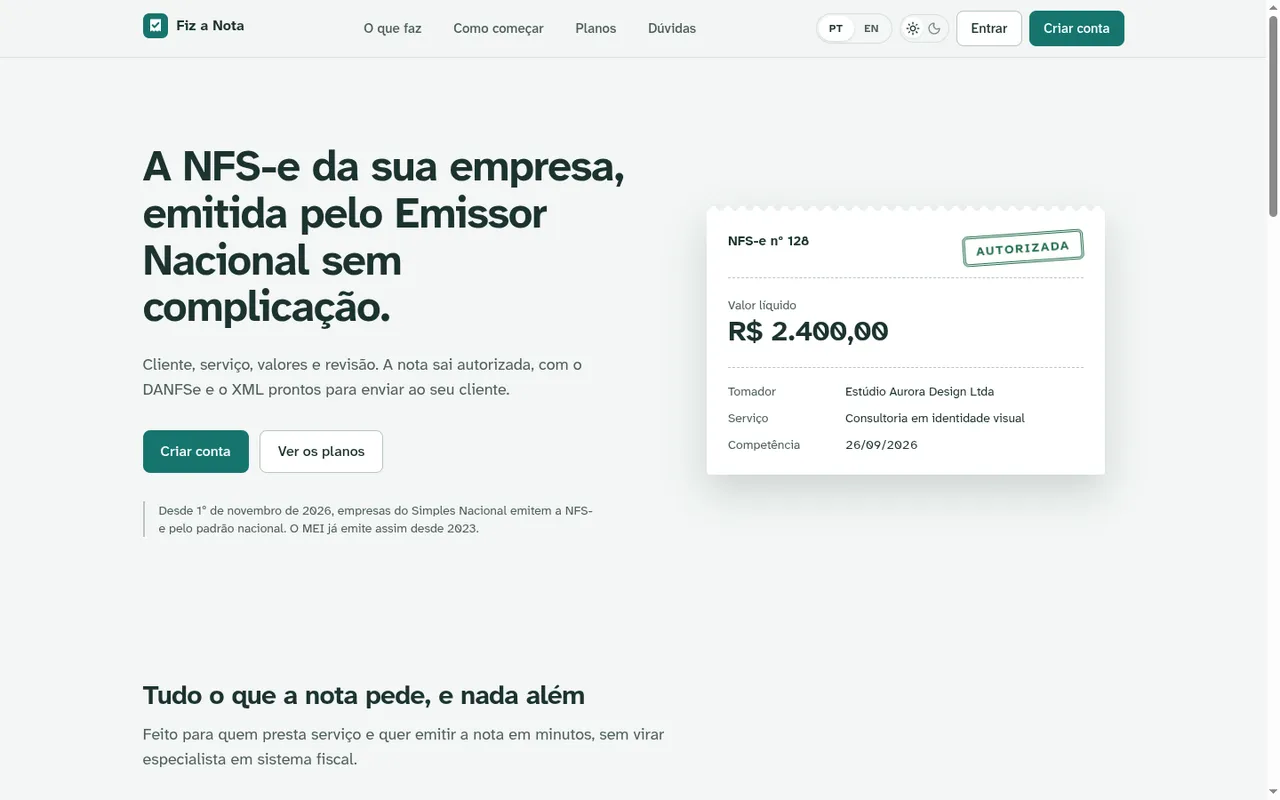 Fiz a Nota
O que faz
Como começar
Planos
Dúvidas
PT
EN
Entrar
Criar conta
A NFS-e da sua empresa,
emitida pelo Emissor
Nacional sem
complicação.
Cliente, serviço, valores e revisão. A nota sai autorizada, com o
DANFSe e o XML prontos para enviar ao seu cliente.
Criar conta
Ver os planos
Desde 1º de novembro de 2026, empresas do Simples Nacional emitem a NFS-
e pelo padrão nacional. O MEI já emite assim desde 2023.
NFS-e nº 128
AUTORIZADA
Valor líquido
R$ 2.400,00
Tomador
Estúdio Aurora Design Ltda
Serviço
Consultoria em identidade visual
Competência
26/09/2026
Tudo o que a nota pede, e nada além
Feito para quem presta serviço e quer emitir a nota em minutos, sem virar
especialista em sistema fiscal.